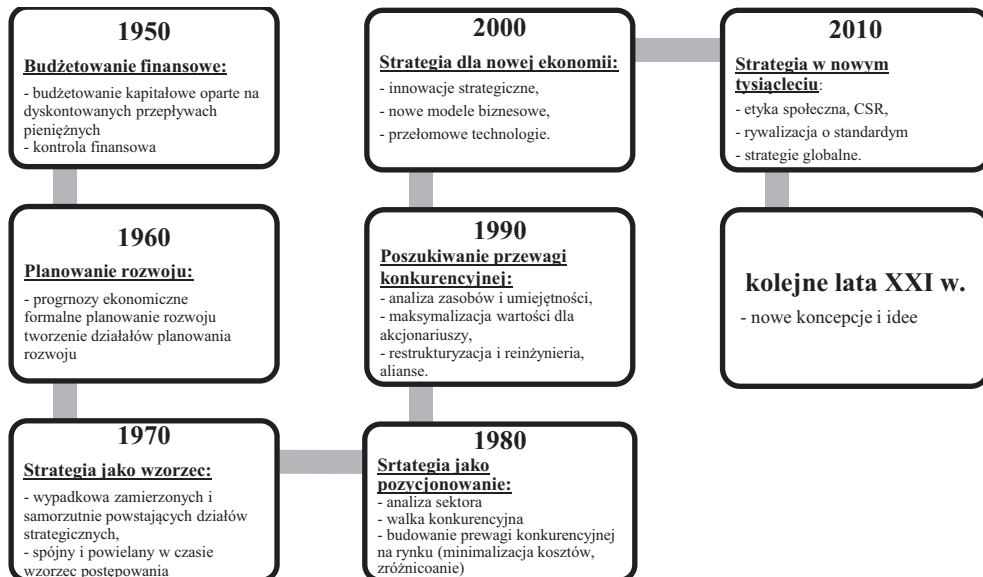 1950
Budżetowanie finansowe:
- budżetowanie kapitałowe oparte na
dyskontowanych przepływach
pieniężnych
- kontrola finansowa
1960
Planowanie rozwoju:
- progrnozy ekonomiczne
formalne planowanie rozwoju
tworzenie działałów planowania
rozwoju
1970
Strategia jako wzorzec:
- wypadkowa zamierzonych i
samorzutnie powstających działów
strategicznych,
- spójny i powielany w czasie
wzorzec postępowania
1980
Srtategia jako
pozycjonowanie:
- analiza sektora
- walka konkurencyjna
- budowanie prewagi konkurencyjnej
na rynku (minimalizacja kosztów,
zróżnicoanie)
1990
Poszukiwanie przewagi
konkurencyjnej:
- analiza zasobów i umiejętności,
- maksymalizacja wartości dla
akcjonariuszy,
- restrukturyzacja i reinżynieria,
alianse.
2000
Strategia dla nowej ekonomii:
- innowacje strategiczne,
- nowe modele biznesowe,
- przełomowe technologie.
2010
Strategia w nowym
tysiącleciu:
- etyka społeczna, CSR,
- rywalizacja o standardym
- strategie globalne.
kolejne lata XXI w.
- nowe koncepcje i idee